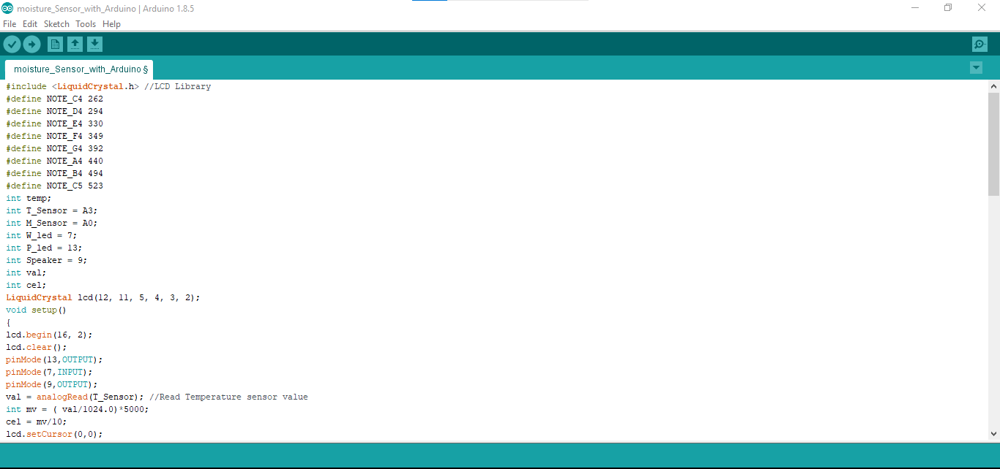 moisture_Sensor_with_Arduino | Arduino 1.8.5
File Edit Sketch Tools Help
moisture_Sensor_with_Arduino §
#include <LiquidCrystal.h> //LCD Library
#define NOTE_C4 262
#define NOTE_D4 294
#define NOTE_E4 330
#define NOTE_F4 349
#define NOTE_G4 392
#define NOTE_A4 440
#define NOTE_B4 494
#define NOTE_C5 523
int temp;
int T_Sensor = A3;
int M_Sensor = A0;
int W_led = 7;
int P_led = 13;
int Speaker = 9;
int val;
int cel;
LiquidCrystal lcd(12, 11, 5, 4, 3, 2);
void setup()
{
lcd.begin(16, 2);
lcd.clear();
pinMode(13,OUTPUT);
pinMode(7,INPUT);
pinMode(9,OUTPUT);
val = analogRead(T_Sensor); //Read Temperature sensor value
int mv = ( val/1024.0)*5000;
cel = mv/10;
lcd.setCursor(0,0);